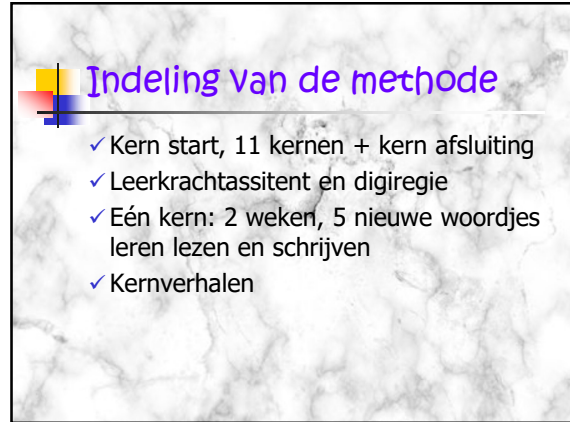 Indeling van de methode
Kern start, 11 kernen + kern afsluiting
Leerkrachtassitent en digiregie
Eén kern: 2 weken, 5 nieuwe woordjes
leren lezen en schrijven
Kernverhalen